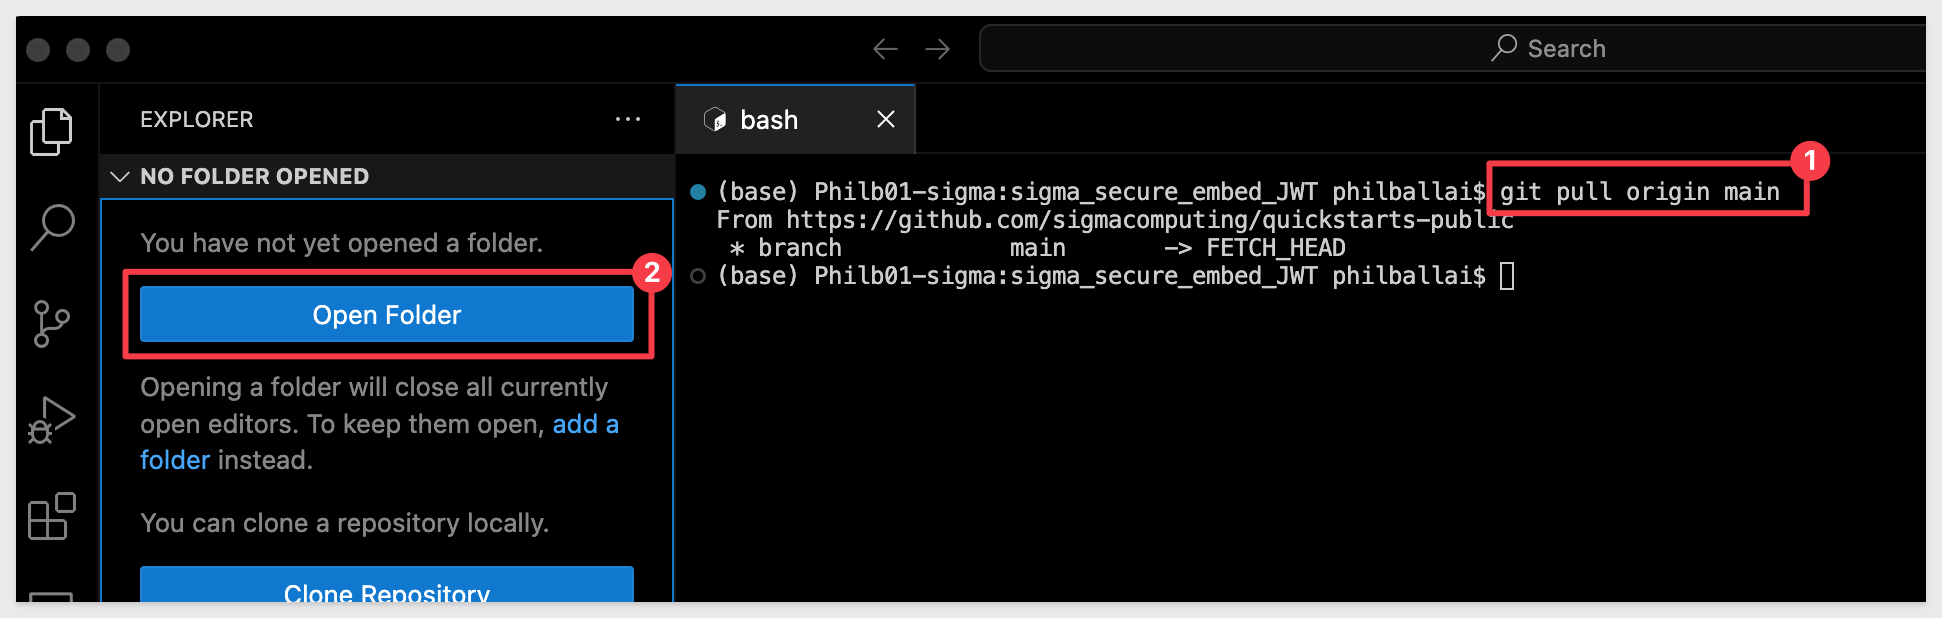 Search
EXPLORER
bash
NO FOLDER OPENED
You have not yet opened a folder.
2
Open Folder
Opening a folder will close all currently
open editors. To keep them open, add a
folder instead.
You can clone a repository locally.
Clone Repository
1
(base) Philb01-sigma:sigma_secure_embed_JWT philballai$ git pull origin main
From https://github.com/sigmacomputing/quickstarts-public
* branch main -> FETCH_HEAD
(base) Philb01-sigma:sigma_secure_embed_JWT philballai$